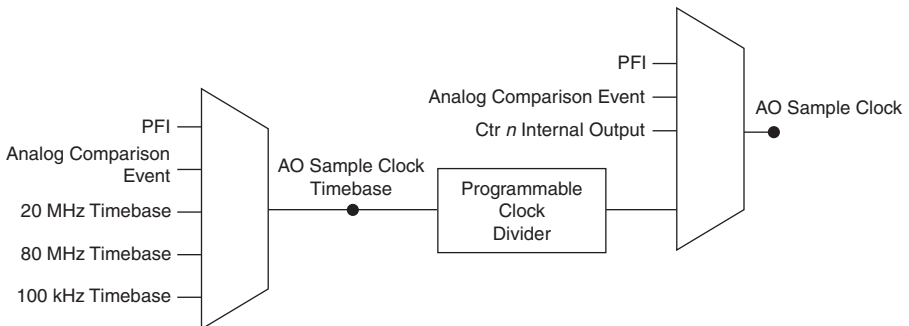 PFI
Analog Comparison Event
Ctr n Internal Output
AO Sample Clock
PFI
Analog Comparison
Event
20 MHz Timebase
80 MHz Timebase
100 kHz Timebase
AO Sample Clock
Timebase
Programmable
Clock
Divider